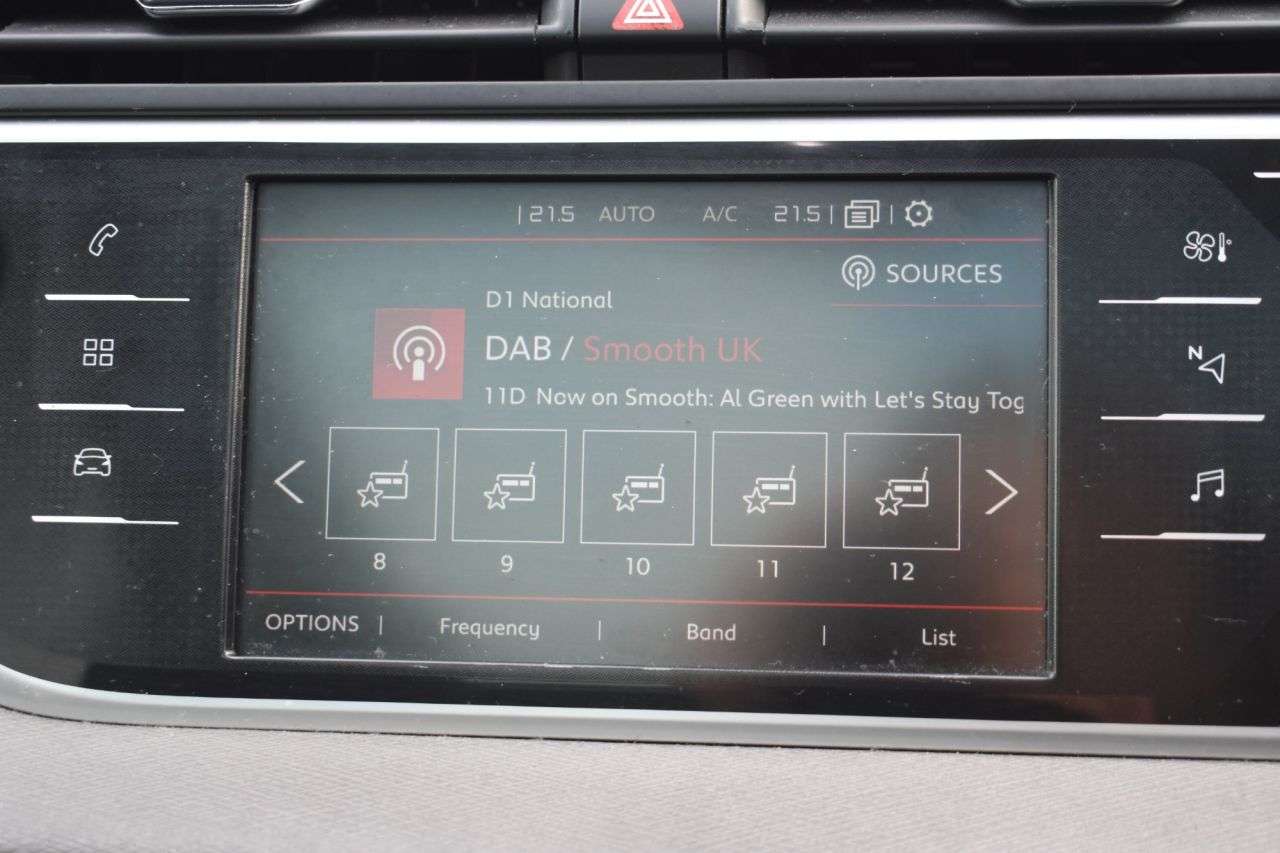 21.5 AUTO A/C 21.5
SOURCES
D1 National
DAB / Smooth UK
11D Now on Smooth: Al Green with Let's Stay Tog
N
8 9 10 11 12
OPTIONS | Frequency | Band | List